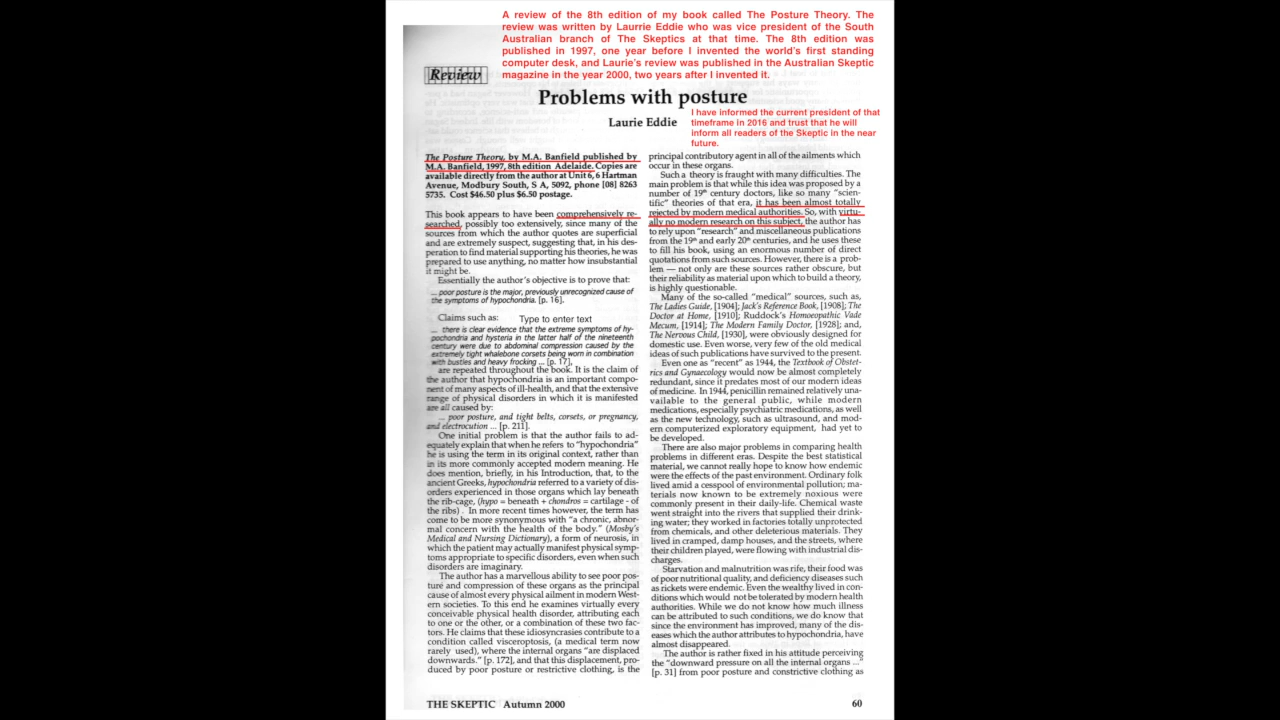 A review of the 8th edition of my book called The Posture Theory. The
review was written by Laurrie Eddie who was vice president of the South
Australian branch of The Skeptics at that time. The 8th edition was
published in 1997, one year before I invented the world's first standing
computer desk, and Laurie's review was published in the Australian Skeptic
magazine in the year 2000, two years after I invented it.
Review
Problems with posture
Laurie Eddie
I have informed the current president of that
timeframe in 2016 and trust that he will
inform all readers of the Skeptic in the near
future.
The Posture Theory, by M.A. Banfield published by
M.A. Banfield, 1997, 8th edition Adelaide. Copies are
available directly from the author at Unit 6, 6 Hartman
Avenue, Modbury South, S A, 5092, phone [08] 8263
5735. Cost $46.50 plus $6.50 postage.
This book appears to have been comprehensively re-
searched, possibly too extensively, since many of the
sources from which the author quotes are superficial
and are extremely suspect, suggesting that, in his des-
peration to find material supporting his theories, he was
prepared to use anything, no matter how insubstantial
it might be.
Essentially the author's objective is to prove that:
... poor posture is the major, previously unrecognized cause of
the symptoms of hypochondria. [p. 16].
Claims such as:
Type to enter text
... there is clear evidence that the extreme symptoms of hy-
pochondria and hysteria in the latter half of the nineteenth
century were due to abdominal compression caused by the
extremely tight whalebone corsets being worn in combination
with bustles and heavy frocking ... [p. 17],
are repeated throughout the book. It is the claim of
the author that hypochondria is an important compo-
nent of many aspects of ill-health, and that the extensive
range of physical disorders in which it is manifested
are all caused by:
... poor posture, and tight belts, corsets, or pregnancy,
and electrocution ... [p. 211].
One initial problem is that the author fails to ad-
equately explain that when he refers to "hypochondria"
he is using the term in its original context, rather than
in its more commonly accepted modern meaning. He
does mention, briefly, in his Introduction, that, to the
ancient Greeks, hypochondria referred to a variety of dis-
orders experienced in those organs which lay beneath
the rib-cage, (hypo = beneath + chondros = cartilage - of
the ribs) . In more recent times however, the term has
come to be more synonymous with "a chronic, abnor-
mal concern with the health of the body." (Mosby's
Medical and Nursing Dictionary), a form of neurosis, in
which the patient may actually manifest physical symp-
toms appropriate to specific disorders, even when such
disorders are imaginary.
The author has a marvellous ability to see poor pos-
ture and compression of these organs as the principal
cause of almost every physical ailment in modern West-
ern societies. To this end he examines virtually every
conceivable physical health disorder, attributing each
to one or the other, or a combination of these two fac-
tors. He claims that these idiosyncrasies contribute to a
condition called visceroptosis, (a medical term now
rarely used), where the internal organs "are displaced
downwards." [p. 172], and that this displacement, pro-
duced by poor posture or restrictive clothing, is the
principal contributory agent in all of the ailments which
occur in these organs.
Such a theory is fraught with many difficulties. The
main problem is that while this idea was proposed by a
number of 19th century doctors, like so many "scien-
tific" theories of that era, it has been almost totally
rejected by modern medical authorities. So, with virtu-
ally no modern research on this subject, the author has
to rely upon "research" and miscellaneous publications
from the 19th and early 20th centuries, and he uses these
to fill his book, using an enormous number of direct
quotations from such sources. However, there is a prob-
lem — not only are these sources rather obscure, but
their reliability as material upon which to build a theory,
is highly questionable.
Many of the so-called "medical" sources, such as,
The Ladies Guide, [1904]; Jack's Reference Book, [1908]; The
Doctor at Home, [1910]; Ruddock's Homoeopathic Vade
Mecum, [1914]; The Modern Family Doctor, [1928]; and,
The Nervous Child, [1930], were obviously designed for
domestic use. Even worse, very few of the old medical
ideas of such publications have survived to the present.
Even one as "recent" as 1944, the Textbook of Obstet-
rics and Gynaecology would now be almost completely
redundant, since it predates most of our modern ideas
of medicine. In 1944, penicillin remained relatively una-
vailable to the general public, while modern
medications, especially psychiatric medications, as well
as the new technology, such as ultrasound, and mod-
ern computerized exploratory equipment, had yet to
be developed.
There are also major problems in comparing health
problems in different eras. Despite the best statistical
material, we cannot really hope to know how endemic
were the effects of the past environment. Ordinary folk
lived amid a cesspool of environmental pollution; ma-
terials now known to be extremely noxious were
commonly present in their daily-life. Chemical waste
went straight into the rivers that supplied their drink-
ing water; they worked in factories totally unprotected
from chemicals, and other deleterious materials. They
lived in cramped, damp houses, and the streets, where
their children played, were flowing with industrial dis-
charges.
Starvation and malnutrition was rife, their food was
of poor nutritional quality, and deficiency diseases such
as rickets were endemic. Even the wealthy lived in con-
ditions which would not be tolerated by modern health
authorities. While we do not know how much illness
can be attributed to such conditions, we do know that
since the environment has improved, many of the dis-
eases which the author attributes to hypochondria, have
almost disappeared.
The author is rather fixed in his attitude perceiving
the "downward pressure on all the internal organs ..."
[p. 31] from poor posture and constrictive clothing as
THE SKEPTIC Autumn 2000
60